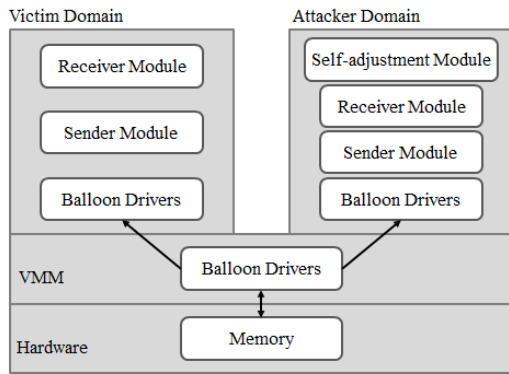 Victim Domain
Attacker Domain
Receiver Module
Sender Module
Balloon Drivers
Self-adjustment Module
Receiver Module
Sender Module
Balloon Drivers
VMM
Balloon Drivers
Hardware
Memory